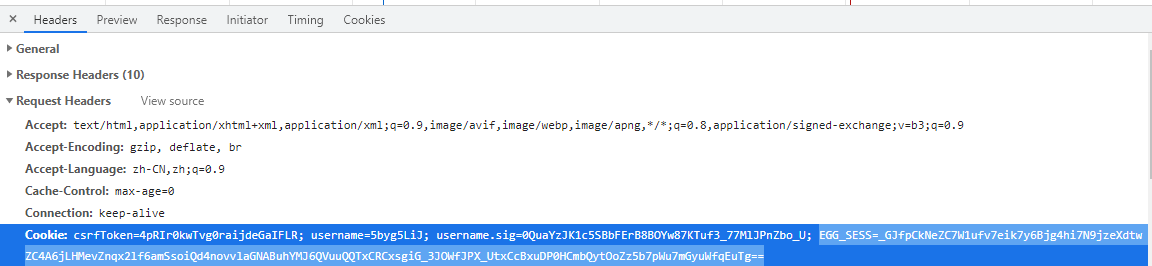 × Headers Preview Response Initiator Timing Cookies
General
Response Headers (10)
Request Headers View source
Accept: text/html,application/xhtml+xml,application/xml;q=0.9,image/avif,image/webp,image/apng,*/*;q=0.8,application/signed-exchange;v=b3;q=0.9
Accept-Encoding: gzip, deflate, br
Accept-Language: zh-CN,zh;q=0.9
Cache-Control: max-age=0
Connection: keep-alive
Cookie: csrfToken=4pRIr0kwTvg0raijdeGaIFLR; username=5byg5LiJ; username.sig=0QuaYzJK1c5SBbFErB8BOYw87KTuf3_77MlJPnZbo_U; EGG_SESS=_GJfpCkNeZC7W1ufv7eik7y6Bjg4hi7N9jzeXdtw
ZC4A6jLHMevZnqx2lf6amSsoiQd4novvlaGNABuhYMJ6QVuuQQTxCRCxsgiG_3JOWfJPX_UtxCcBxuDP0HCmbQytOoZz5b7pWu7mGyuWfqEuTg==